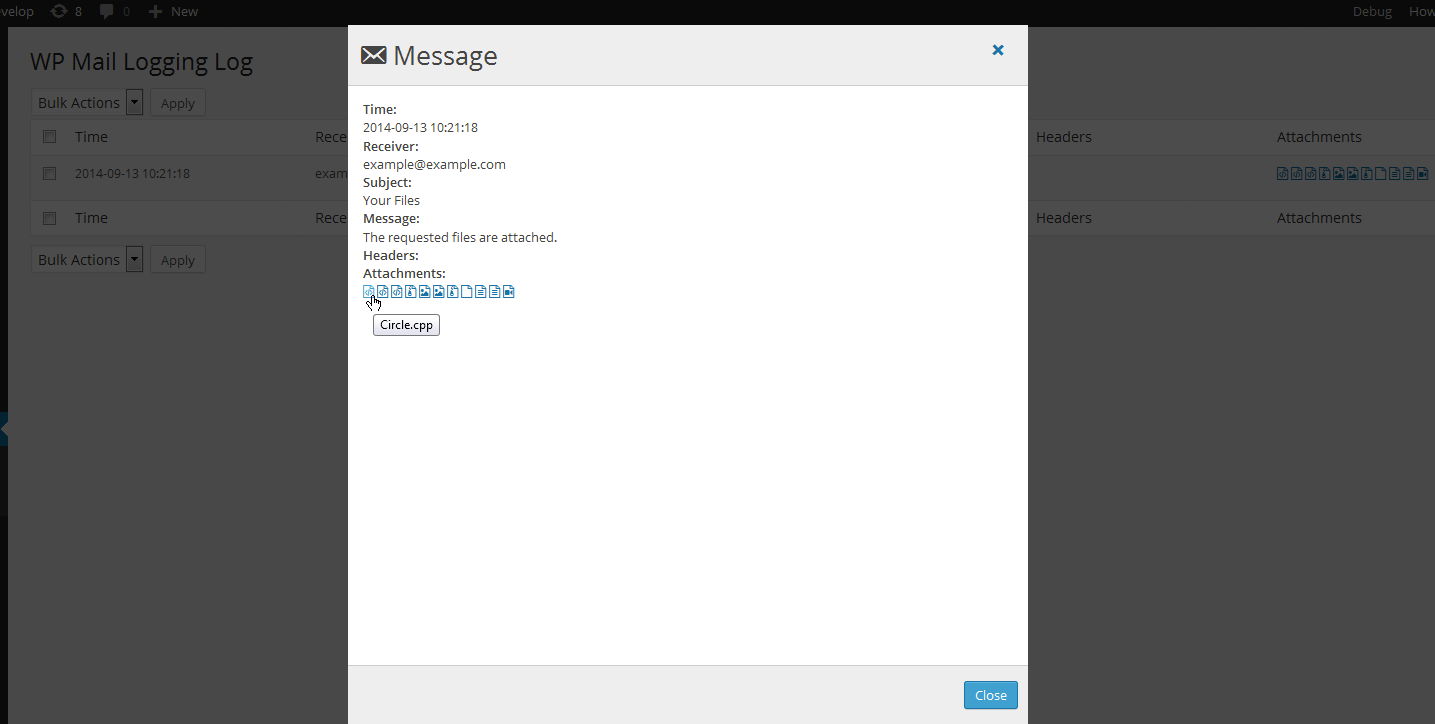 velop 8 0 New Debug How
WP Mail Logging Log
Bulk Actions Apply
Time Rece Headers Attachments
2014-09-13 10:21:18 exam
Time Rece Headers Attachments
Bulk Actions Apply
Message
Time:
2014-09-13 10:21:18
Receiver:
example@example.com
Subject:
Your Files
Message:
The requested files are attached.
Headers:
Attachments:
Circle.cpp
Close